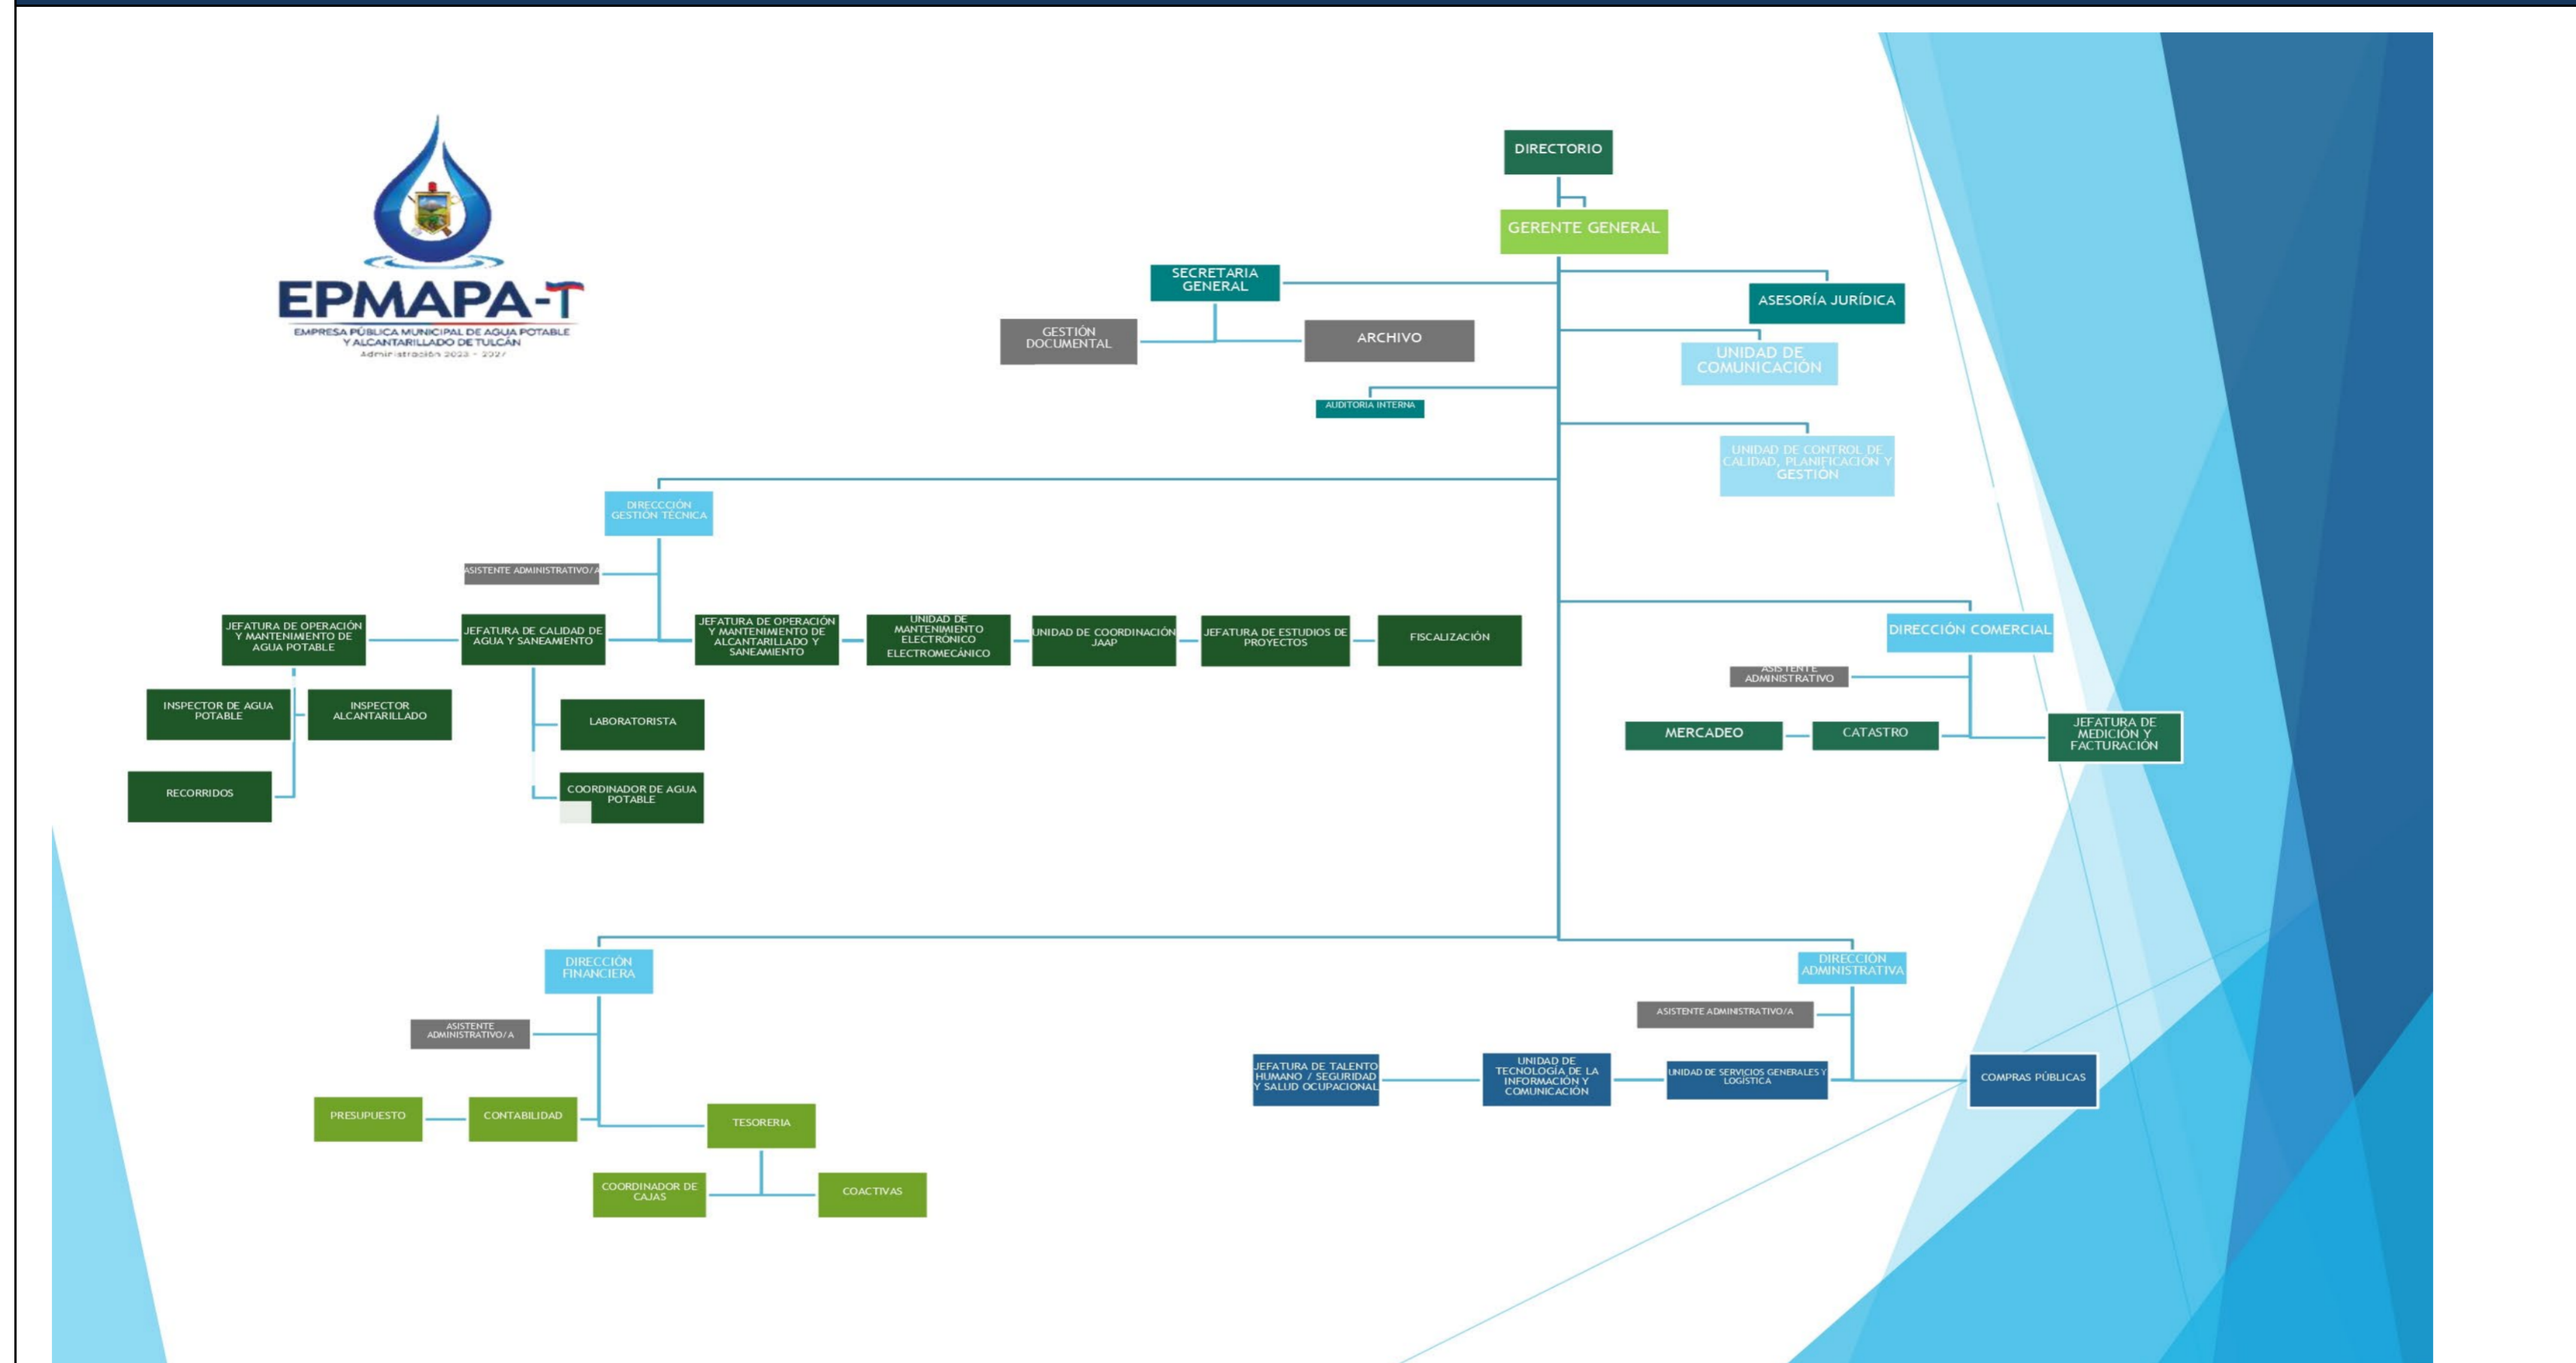 EPMAPA-T
EMPRESA PÚBLICA MUNICIPAL DE AGUA POTABLE
Y ALCANTARILLADO DE TULCÁN
Administración 2023 - 2027
DIRECTORIO
GERENTE GENERAL
SECRETARIA
GENERAL
ASESORÍA JURÍDICA
GESTIÓN
DOCUMENTAL
ARCHIVO
UNIDAD DE
COMUNICACIÓN
AUDITORIA INTERNA
UNIDAD DE CONTROL DE
CALIDAD, PLANIFICACIÓN Y
GESTIÓN
DIRECCCIÓN
GESTIÓN TÉCNICA
ASISTENTE ADMINISTRATIVO/A
JEFATURA DE OPERACIÓN
Y MANTENIMIENTO DE
AGUA POTABLE
JEFATURA DE CALIDAD DE
AGUA Y SANEAMIENTO
JEFATURA DE OPERACIÓN
Y MANTENIMIENTO DE
ALCANTARILLADO Y
SANEAMIENTO
UNIDAD DE
MANTENIMIENTO
ELECTRÓNICO
ELECTROMECÁNICO
UNIDAD DE COORDINACIÓN
JAAP
JEFATURA DE ESTUDIOS DE
PROYECTOS
FISCALIZACIÓN
INSPECTOR DE AGUA
POTABLE
INSPECTOR
ALCANTARILLADO
LABORATORISTA
RECORRIDOS
COORDINADOR DE AGUA
POTABLE
DIRECCIÓN COMERCIAL
ASISTENTE
ADMINISTRATIVO
MERCADEO
CATASTRO
JEFATURA DE
MEDICIÓN Y
FACTURACIÓN
DIRECCIÓN
FINANCIERA
ASISTENTE
ADMINISTRATIVO/A
PRESUPUESTO
CONTABILIDAD
TESORERIA
COORDINADOR DE
CAJAS
COACTIVAS
DIRECCIÓN
ADMINISTRATIVA
ASISTENTE ADMINISTRATIVO/A
JEFATURA DE TALENTO
HUMANO / SEGURIDAD
Y SALUD OCUPACIONAL
UNIDAD DE
TECNOLOGÍA DE LA
INFORMACIÓN Y
COMUNICACIÓN
UNIDAD DE SERVICIOS GENERALES Y
LOGÍSTICA
COMPRAS PÚBLICAS